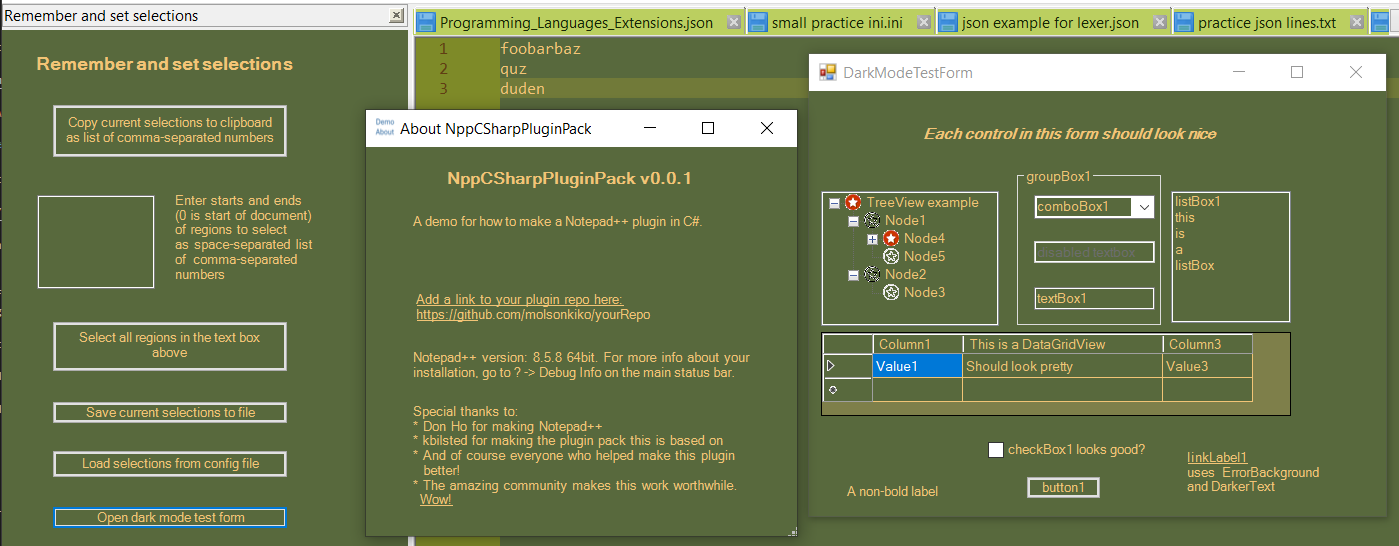 Remember and set selections
Remember and set selections
Copy current selections to clipboard
as list of comma-separated numbers
Enter starts and ends
(0 is start of document)
of regions to select
as space-separated list
of comma-separated
numbers
Select all regions in the text box
above
Save current selections to file
Load selections from config file
Open dark mode test form
Programming_Languages_Extensions.json
small practice ini.ini
json example for lexer.json
practice json lines.txt
1 foobarbaz
2 quz
3 duden
Demo
About
About NppCSharpPluginPack
NppCSharpPluginPack v0.0.1
A demo for how to make a Notepad++ plugin in C#.
Add a link to your plugin repo here:
https://github.com/molsonkiko/yourRepo
Notepad++ version: 8.5.8 64bit. For more info about your
installation, go to ? -> Debug Info on the main status bar.
Special thanks to:
* Don Ho for making Notepad++
* kbilsted for making the plugin pack this is based on
* And of course everyone who helped make this plugin
better!
* The amazing community makes this work worthwhile.
Wow!
DarkModeTestForm
Each control in this form should look nice
TreeView example
Node1
Node4
Node5
Node2
Node3
groupBox1
comboBox1
disabled textbox
textBox1
listBox1
this
is
a
listBox
Column1 This is a DataGridView Column3
Value1 Should look pretty Value3
checkBox1 looks good?
A non-bold label
button1
linkLabel1
uses ErrorBackground
and DarkerText